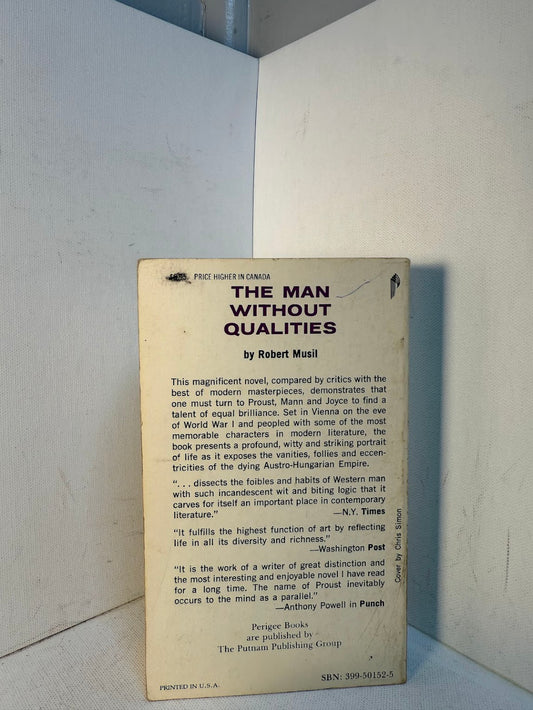 PRICE HIGHER IN CANADA
THE MAN
WITHOUT
QUALITIES
by Robert Musil
This magnificent novel, compared by critics with the
best of modern masterpieces, demonstrates that
one must turn to Proust, Mann and Joyce to find a
talent of equal brilliance. Set in Vienna on the eve
of World War I and peopled with some of the most
memorable characters in modern literature, the
book presents a profound, witty and striking portrait
of life as it exposes the vanities, follies and eccen-
tricities of the dying Austro-Hungarian Empire.
". . . dissects the foibles and habits of Western man
with such incandescent wit and biting logic that it
carves for itself an important place in contemporary
literature." —N.Y. Times
"It fulfills the highest function of art by reflecting
life in all its diversity and richness."
—Washington Post
"It is the work of a writer of great distinction and
the most interesting and enjoyable novel I have read
for a long time. The name of Proust inevitably
occurs to the mind as a parallel."
—Anthony Powell in Punch
Cover by Chris Simon
Perigee Books
are published by
The Putnam Publishing Group
SBN: 399-50152-5
PRINTED IN U.S.A.